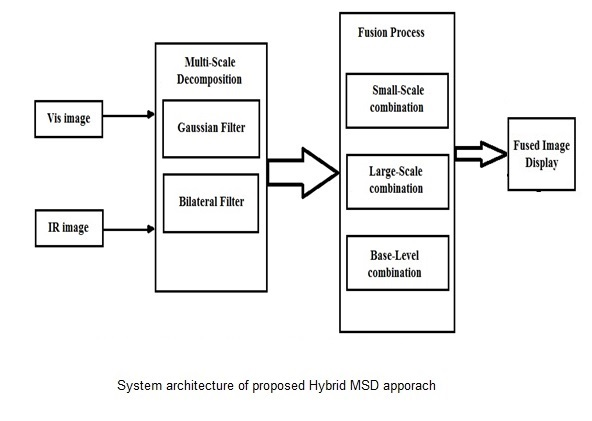 Vis image
IR image
Multi-Scale
Decomposition
Gaussian Filter
Bilateral Filter
Fusion Process
Small-Scale
combination
Large-Scale
combination
Base-Level
combination
Fused Image
Display
System architecture of proposed Hybrid MSD apporach